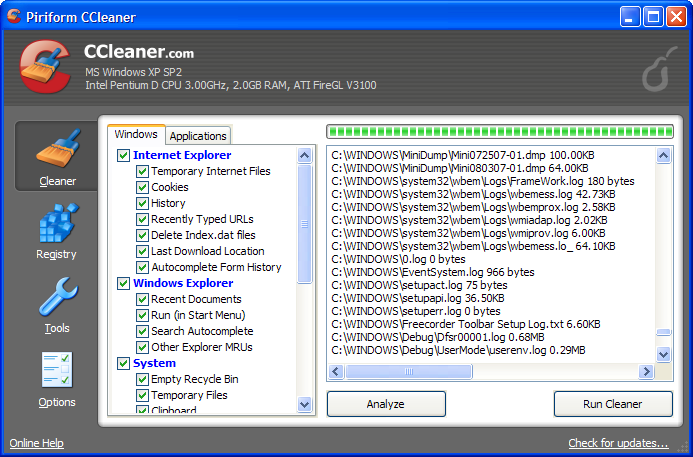 Piriform CCleaner
CCleaner.com
MS Windows XP SP2
Intel Pentium D CPU 3.00GHz, 2.0GB RAM, ATI FireGL V3100
Cleaner
Registry
Tools
Options
Windows
Applications
Internet Explorer
Temporary Internet Files
Cookies
History
Recently Typed URLs
Delete Index.dat files
Last Download Location
Autocomplete Form History
Windows Explorer
Recent Documents
Run (in Start Menu)
Search Autocomplete
Other Explorer MRUs
System
Empty Recycle Bin
Temporary Files
Clipboard
C:\WINDOWS\MiniDump\Mini072507-01.dmp 100.00KB
C:\WINDOWS\MiniDump\Mini080307-01.dmp 64.00KB
C:\WINDOWS\system32\wbem\Logs\FrameWork.log 180 bytes
C:\WINDOWS\system32\wbem\Logs\wbemess.log 42.73KB
C:\WINDOWS\system32\wbem\Logs\wbemprox.log 2.58KB
C:\WINDOWS\system32\wbem\Logs\wmiadap.log 2.02KB
C:\WINDOWS\system32\wbem\Logs\wmiprov.log 6.00KB
C:\WINDOWS\system32\wbem\Logs\wbemess.lo_ 64.10KB
C:\WINDOWS\0.log 0 bytes
C:\WINDOWS\EventSystem.log 966 bytes
C:\WINDOWS\setupact.log 75 bytes
C:\WINDOWS\setupapi.log 36.50KB
C:\WINDOWS\setuperr.log 0 bytes
C:\WINDOWS\Freecorder Toolbar Setup Log.txt 6.60KB
C:\WINDOWS\Debug\Dfsr00001.log 0.68MB
C:\WINDOWS\Debug\UserMode\userenv.log 0.29MB
Analyze
Run Cleaner
Online Help
Check for updates...